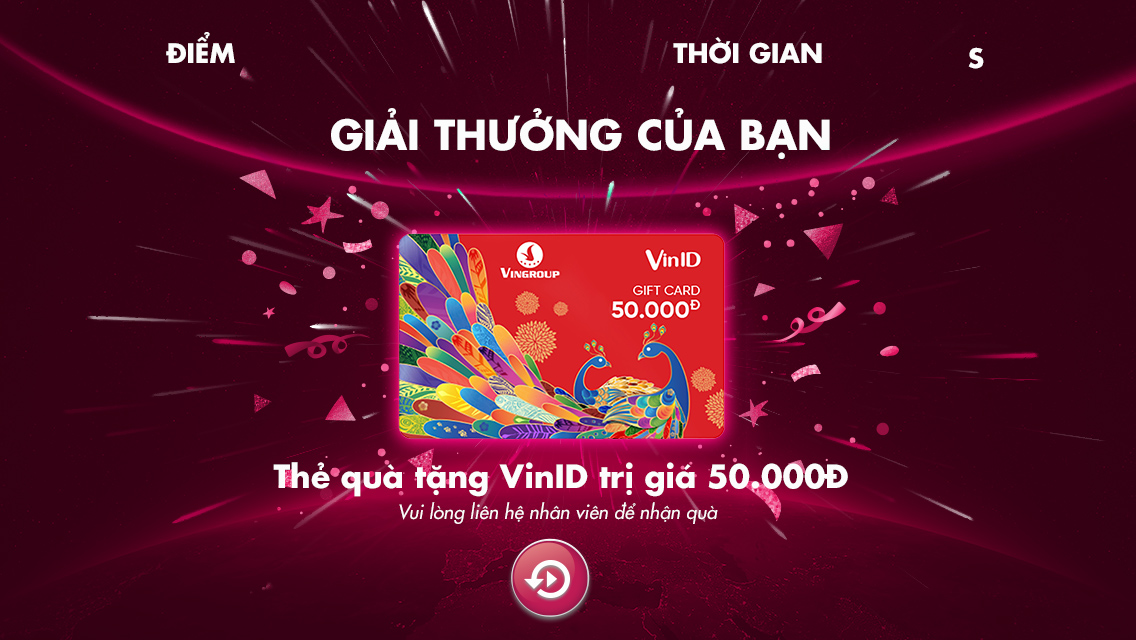 ĐIỂM
THỜI GIAN
S
GIẢI THƯỞNG CỦA BẠN
VINGROUP
VinID
GIFT CARD
50.000Đ
Thẻ quà tặng VinID trị giá 50.000Đ
Vui lòng liên hệ nhân viên để nhận quà